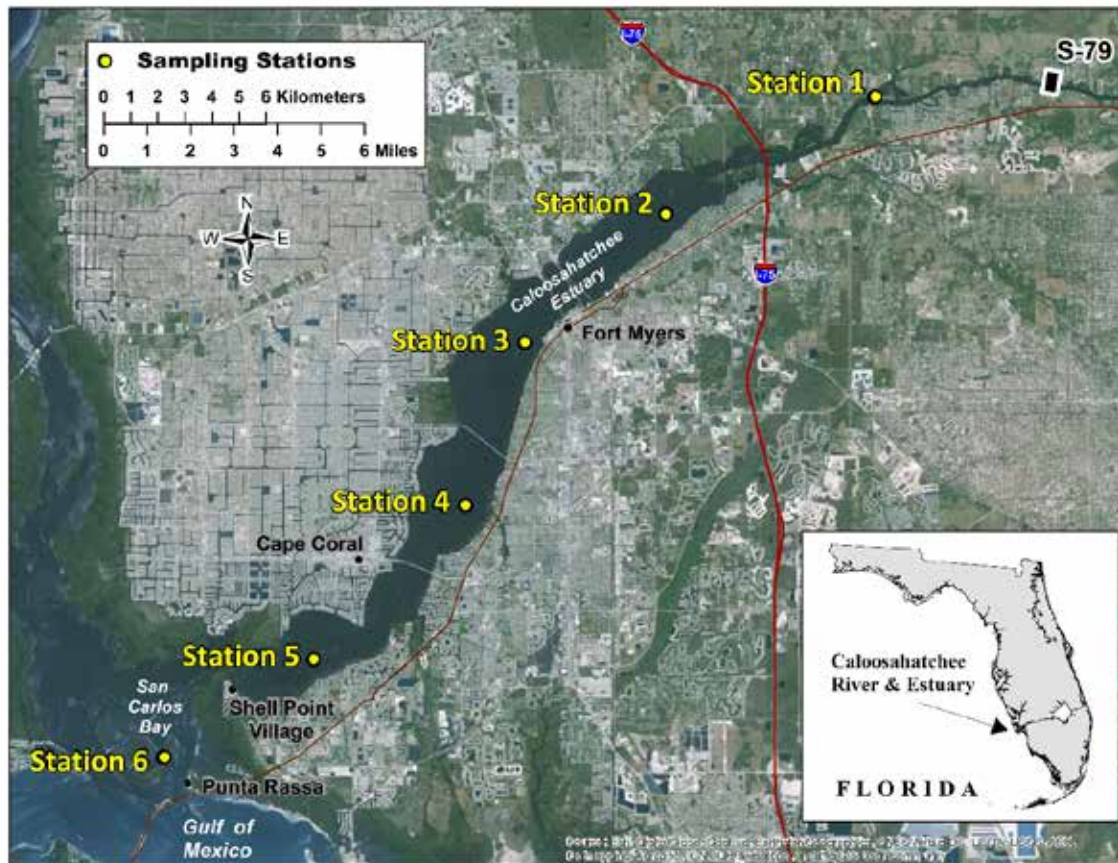 Sampling Stations
0 1 2 3 4 5 6 Kilometers
0 1 2 3 4 5 6 Miles
N
W E
S
I-75
S-79
Station 1
Station 2
Caloosahatchee
Estuary
I-75
Station 3
Fort Myers
Station 4
Cape Coral
Station 5
San
Carlos
Bay
Shell Point
Village
Station 6
Punta Rassa
Gulf of
Mexico
Caloosahatchee
River & Estuary
FLORIDA